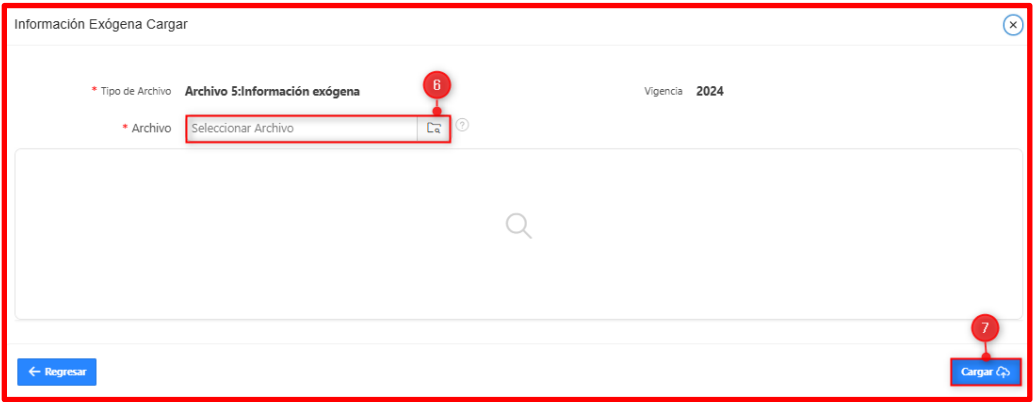 Información Exógena Cargar
* Tipo de Archivo Archivo 5:Información exógena Vigencia 2024
6
* Archivo Seleccionar Archivo ?
7
← Regresar Cargar